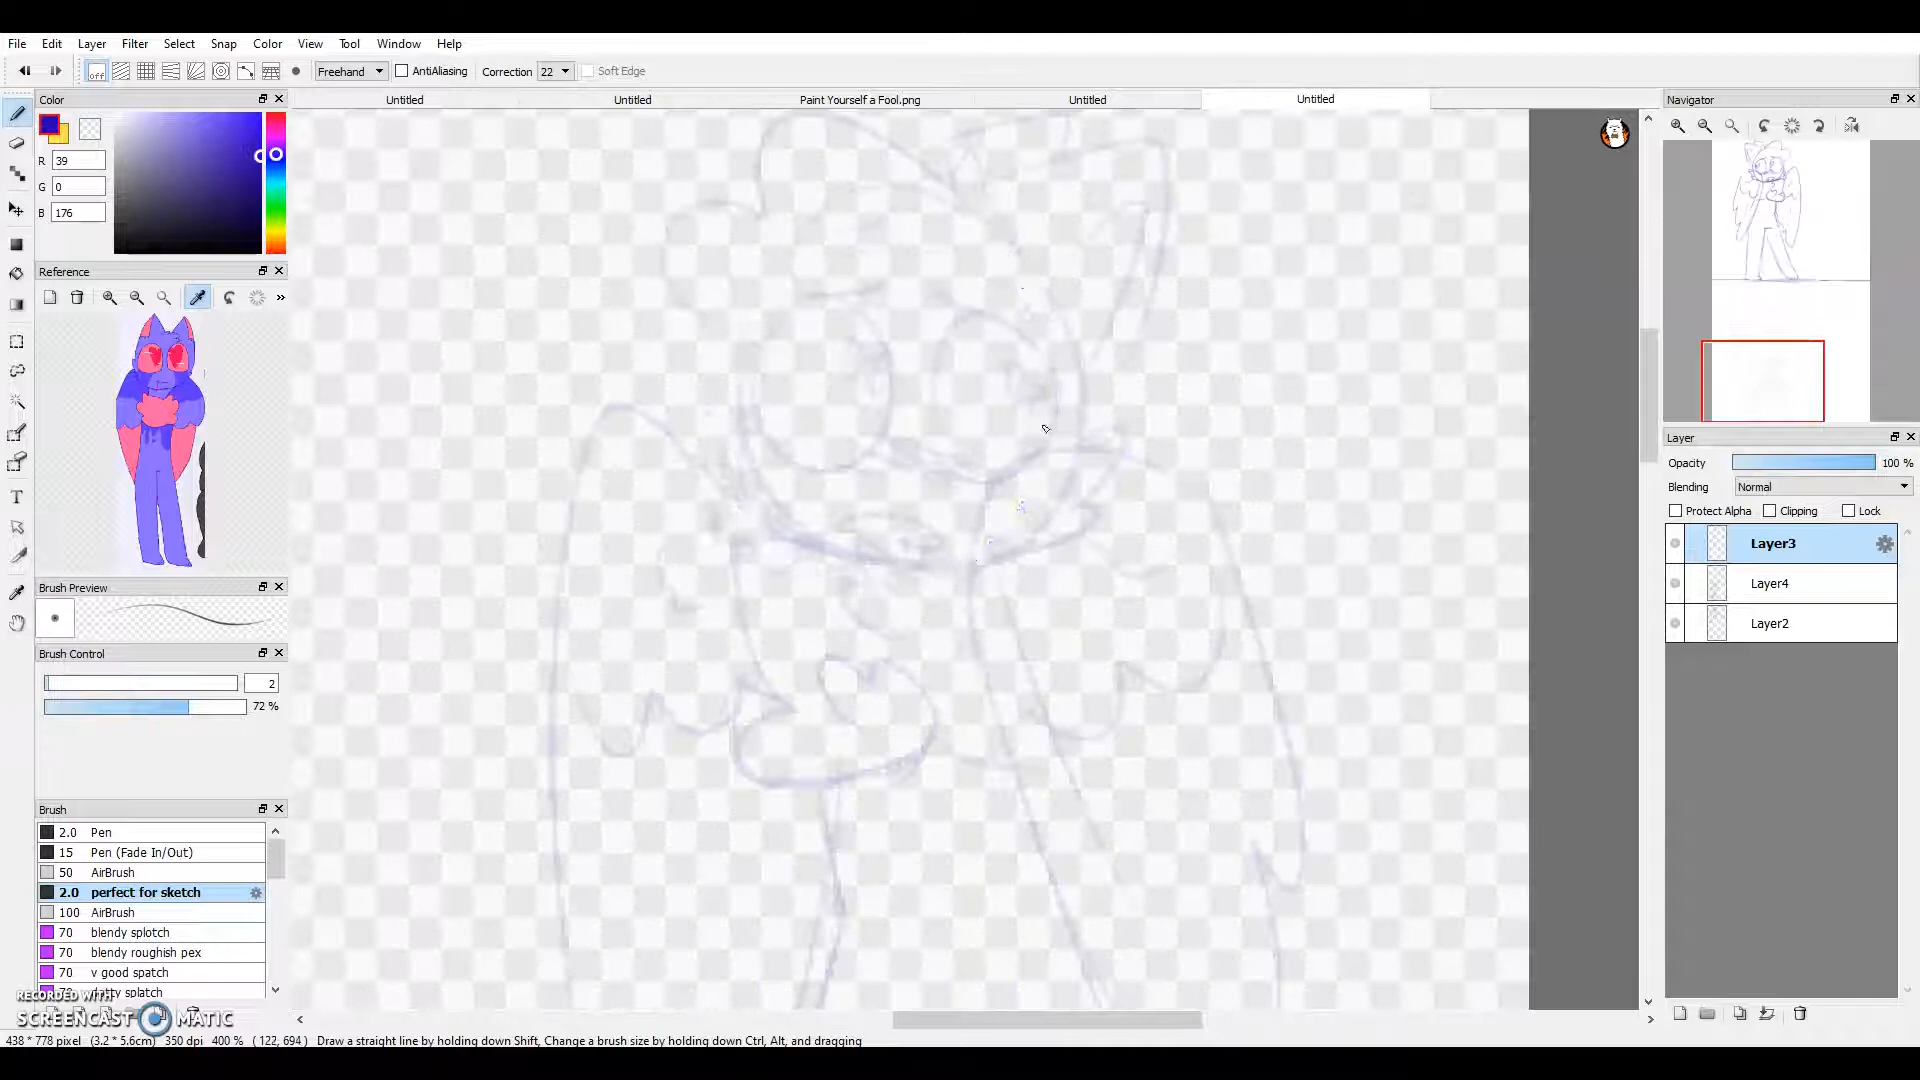 File Edit Layer Filter Select Snap Color View Tool Window Help
Freehand AntiAliasing Correction 22 Soft Edge
Color
Untitled Untitled Paint Yourself a Fool.png Untitled Untitled
Navigator
R 39
G 0
B 176
Reference
»
Brush Preview
Brush Control
2
72 %
Brush
2.0 Pen
15 Pen (Fade In/Out)
50 AirBrush
2.0 perfect for sketch
100 AirBrush
70 blendy splotch
70 blendy roughish pex
70 v good spatch
Layer
Opacity 100 %
Blending Normal
Protect Alpha Clipping Lock
Layer3
Layer4
Layer2
RECORDED WITH
SCREENCAST MATIC
438 * 778 pixel (3.2 * 5.6cm) 350 dpi 400 % ( 122, 694 ) Draw a straight line by holding down Shift, Change a brush size by holding down Ctrl, Alt, and dragging